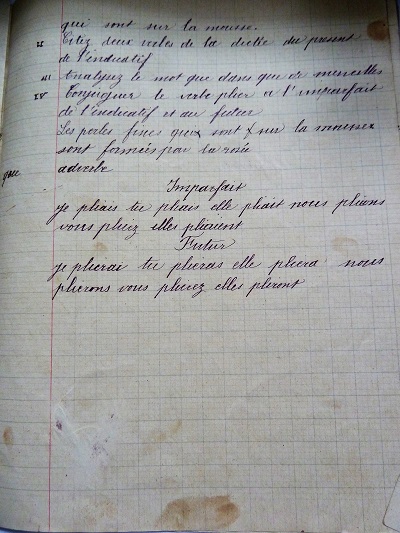 qui sont sur la mousse.
II Citez deux verbes de la dictée du présent
de l'indicatif
III Analysez le mot que dans que de merveilles
IV Conjuguer le verbe plier à l'imparfait
de l'indicatif et au futur
Les perles fines qui sont sur la mousse
sont formées par la rosée
que adverbe
Imparfait
je pliais tu pliais elle pliait nous pliions
vous pliiez elles pliaient
Futur
je plierai tu plieras elle pliera nous
plierons vous plierez elles plieront